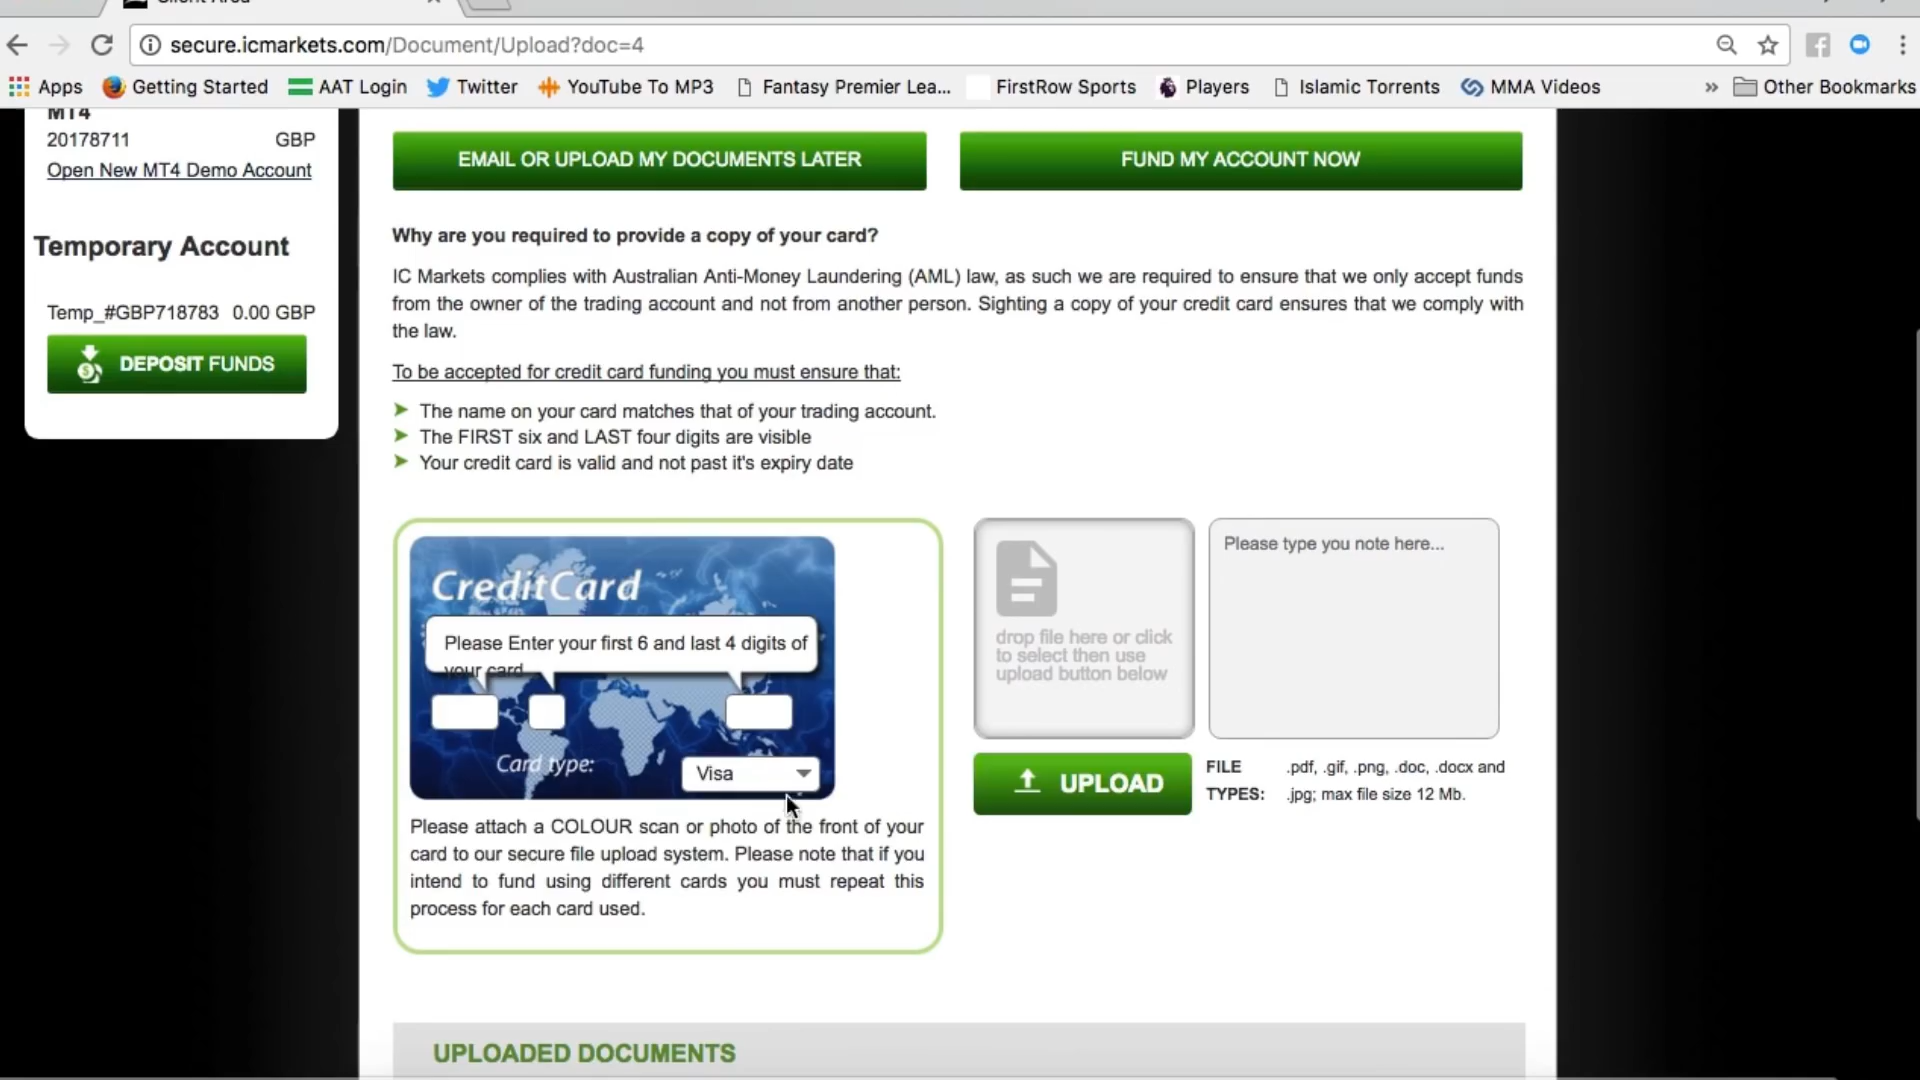 Client Area
secure.icmarkets.com/Document/Upload?doc=4
Apps Getting Started AAT Login Twitter YouTube To MP3 Fantasy Premier Lea... FirstRow Sports Players Islamic Torrents MMA Videos » Other Bookmarks
MT4
20178711 GBP
Open New MT4 Demo Account
Temporary Account
Temp_#GBP718783 0.00 GBP
DEPOSIT FUNDS
EMAIL OR UPLOAD MY DOCUMENTS LATER
FUND MY ACCOUNT NOW
Why are you required to provide a copy of your card?
IC Markets complies with Australian Anti-Money Laundering (AML) law, as such we are required to ensure that we only accept funds
from the owner of the trading account and not from another person. Sighting a copy of your credit card ensures that we comply with
the law.
To be accepted for credit card funding you must ensure that:
The name on your card matches that of your trading account.
The FIRST six and LAST four digits are visible
Your credit card is valid and not past it's expiry date
CreditCard
Please Enter your first 6 and last 4 digits of
your card
Card type:
Visa
Please attach a COLOUR scan or photo of the front of your
card to our secure file upload system. Please note that if you
intend to fund using different cards you must repeat this
process for each card used.
drop file here or click
to select then use
upload button below
Please type you note here...
UPLOAD
FILE .pdf, .gif, .png, .doc, .docx and
TYPES: .jpg; max file size 12 Mb.
UPLOADED DOCUMENTS